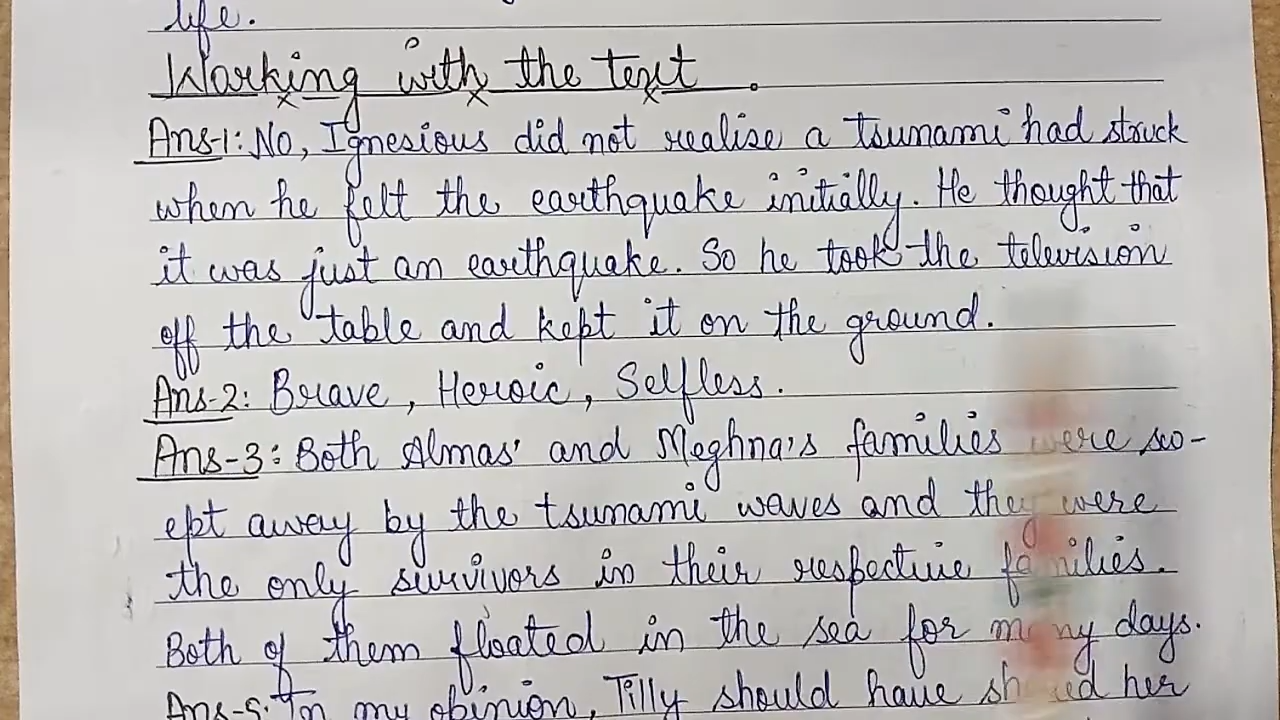 life.
Working with the text.
Ans-1: No, Ignesious did not realise a tsunami had struck
when he felt the earthquake initially. He thought that
it was just an earthquake. So he took the television
off the table and kept it on the ground.
Ans-2: Brave, Heroic, Selfless.
Ans-3: Both Almas' and Meghna's families were sw-
ept away by the tsunami waves and they were
the only survivors in their respective families.
Both of them floated in the sea for many days.
Ans-5: In my opinion, Tilly should have her